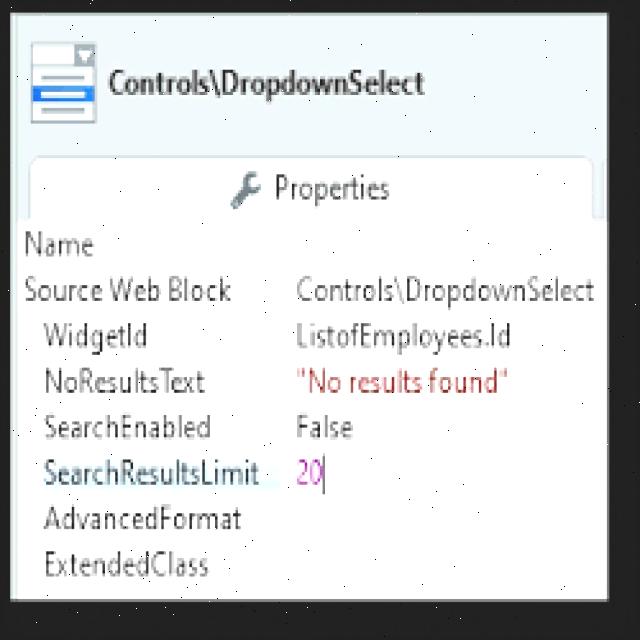 Controls\DropdownSelect
Properties
Name
Source Web Block Controls\DropdownSelect
WidgetId ListofEmployees.Id
NoResultsText "No results found"
SearchEnabled False
SearchResultsLimit 20
AdvancedFormat
ExtendedClass